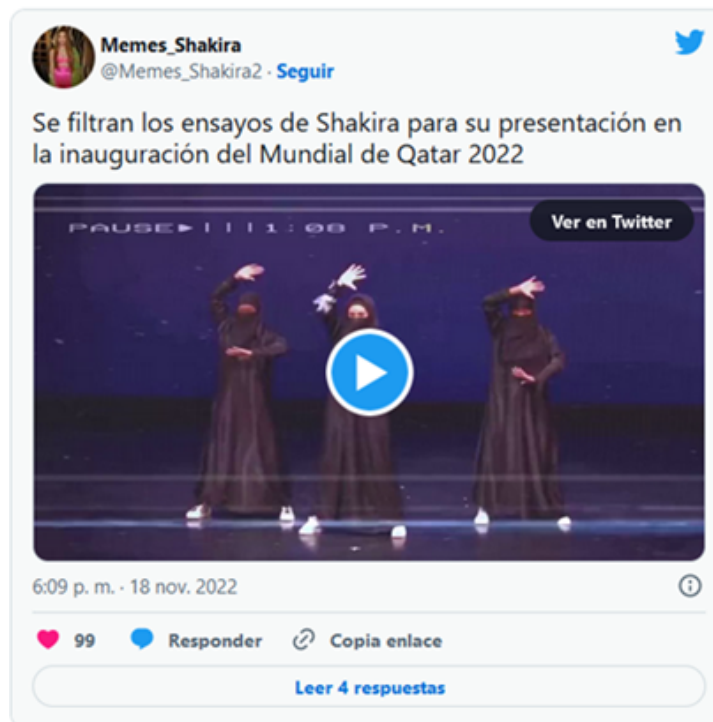 Memes_Shakira
@Memes_Shakira2 · Seguir
Se filtran los ensayos de Shakira para su presentación en
la inauguración del Mundial de Qatar 2022
Ver en Twitter
PAUSE►|||1:08 P.M.
6:09 p. m. · 18 nov. 2022
99 Responder Copia enlace
Leer 4 respuestas